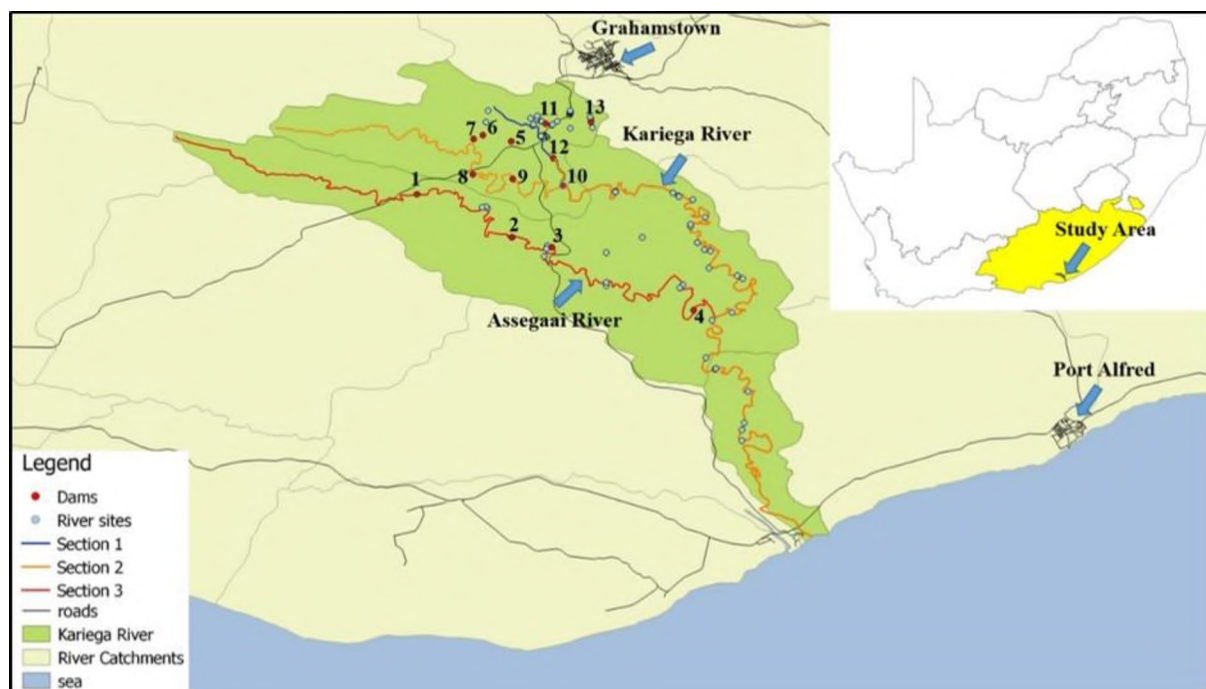 Grahamstown
11
13
Kariega River
7
6
5
12
8
9
10
1
2
3
Study Area
Assegaai River
4
Port Alfred
Legend
Dams
River sites
Section 1
Section 2
Section 3
roads
Kariega River
River Catchments
sea